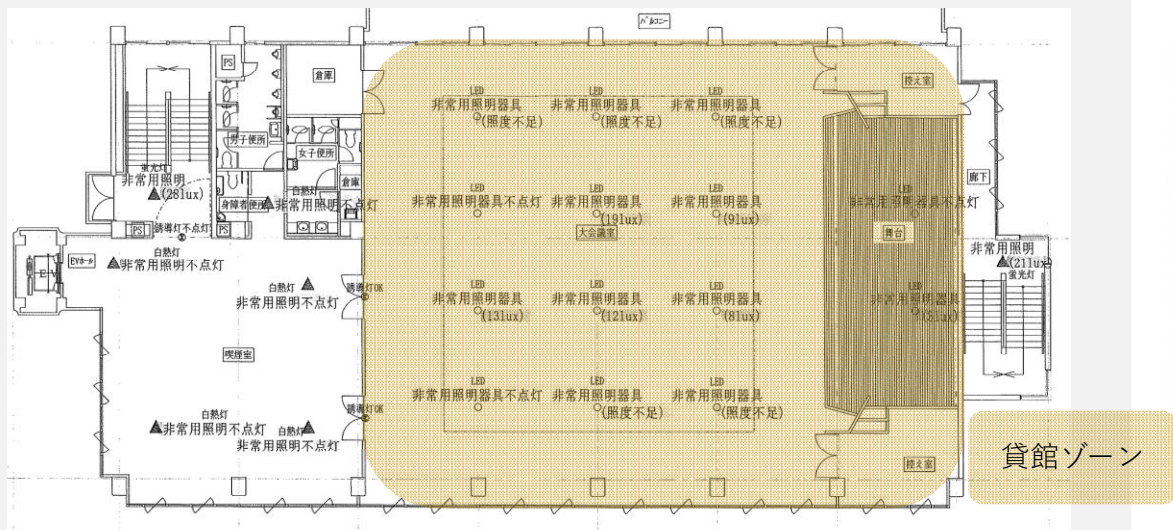 バルコニー
PS
倉庫
控え室
LED
非常用照明器具
(照度不足)
LED
非常用照明器具
(照度不足)
LED
非常用照明器具
(照度不足)
男子便所
女子便所
倉庫
廊下
蛍光灯
非常用照明
(28lux)
身障者便所
白熱灯
非常用照明不点灯
PS
PS
誘導灯不点灯
LED
非常用照明器具不点灯
LED
非常用照明器具
(19lux)
LED
非常用照明器具
(9lux)
LED
非常用照明器具不点灯
大会議室
舞台
非常用照明
(21lux)
蛍光灯
EV
EVホール
白熱灯
非常用照明不点灯
白熱灯
非常用照明不点灯
誘導灯OK
LED
非常用照明器具
(13lux)
LED
非常用照明器具
(12lux)
LED
非常用照明器具
(8lux)
LED
非常用照明器具
喫煙室
白熱灯
非常用照明不点灯
白熱灯
非常用照明不点灯
誘導灯OK
LED
非常用照明器具不点灯
LED
非常用照明器具
(照度不足)
LED
非常用照明器具
(照度不足)
控え室
貸館ゾーン